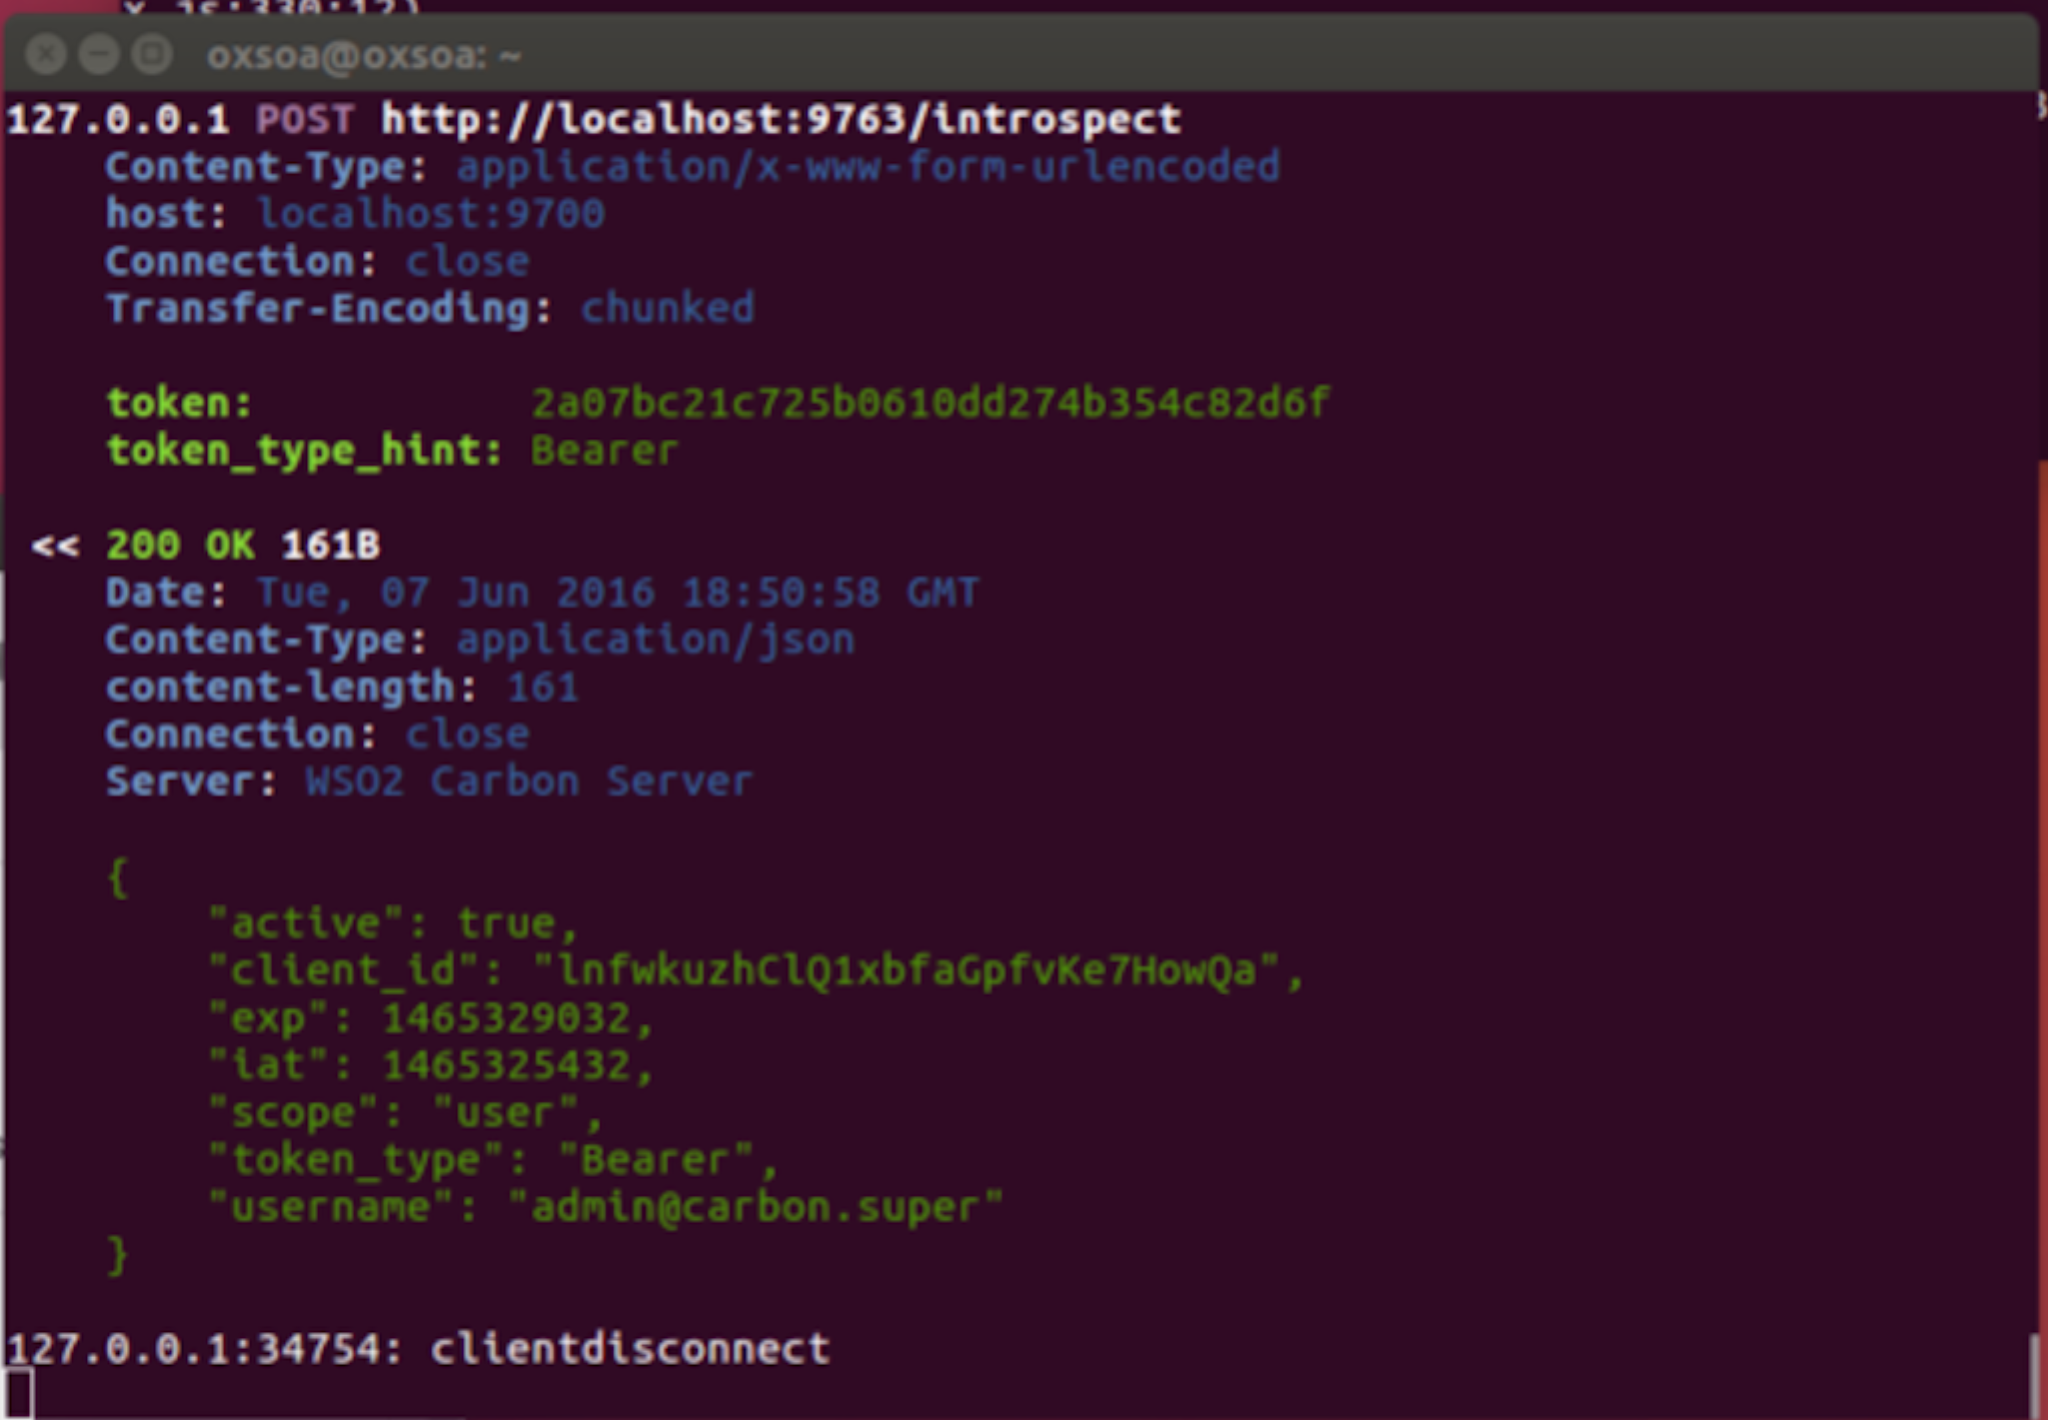 x.js:330:12)
oxsoa@oxsoa: ~
127.0.0.1 POST http://localhost:9763/introspect
Content-Type: application/x-www-form-urlencoded
host: localhost:9700
Connection: close
Transfer-Encoding: chunked
token: 2a07bc21c725b0610dd274b354c82d6f
token_type_hint: Bearer
<< 200 OK 161B
Date: Tue, 07 Jun 2016 18:50:58 GMT
Content-Type: application/json
content-length: 161
Connection: close
Server: WSO2 Carbon Server
{
"active": true,
"client_id": "lnfwkuzhClQ1xbfaGpfvKe7HowQa",
"exp": 1465329032,
"iat": 1465325432,
"scope": "user",
"token_type": "Bearer",
"username": "admin@carbon.super"
}
127.0.0.1:34754: clientdisconnect